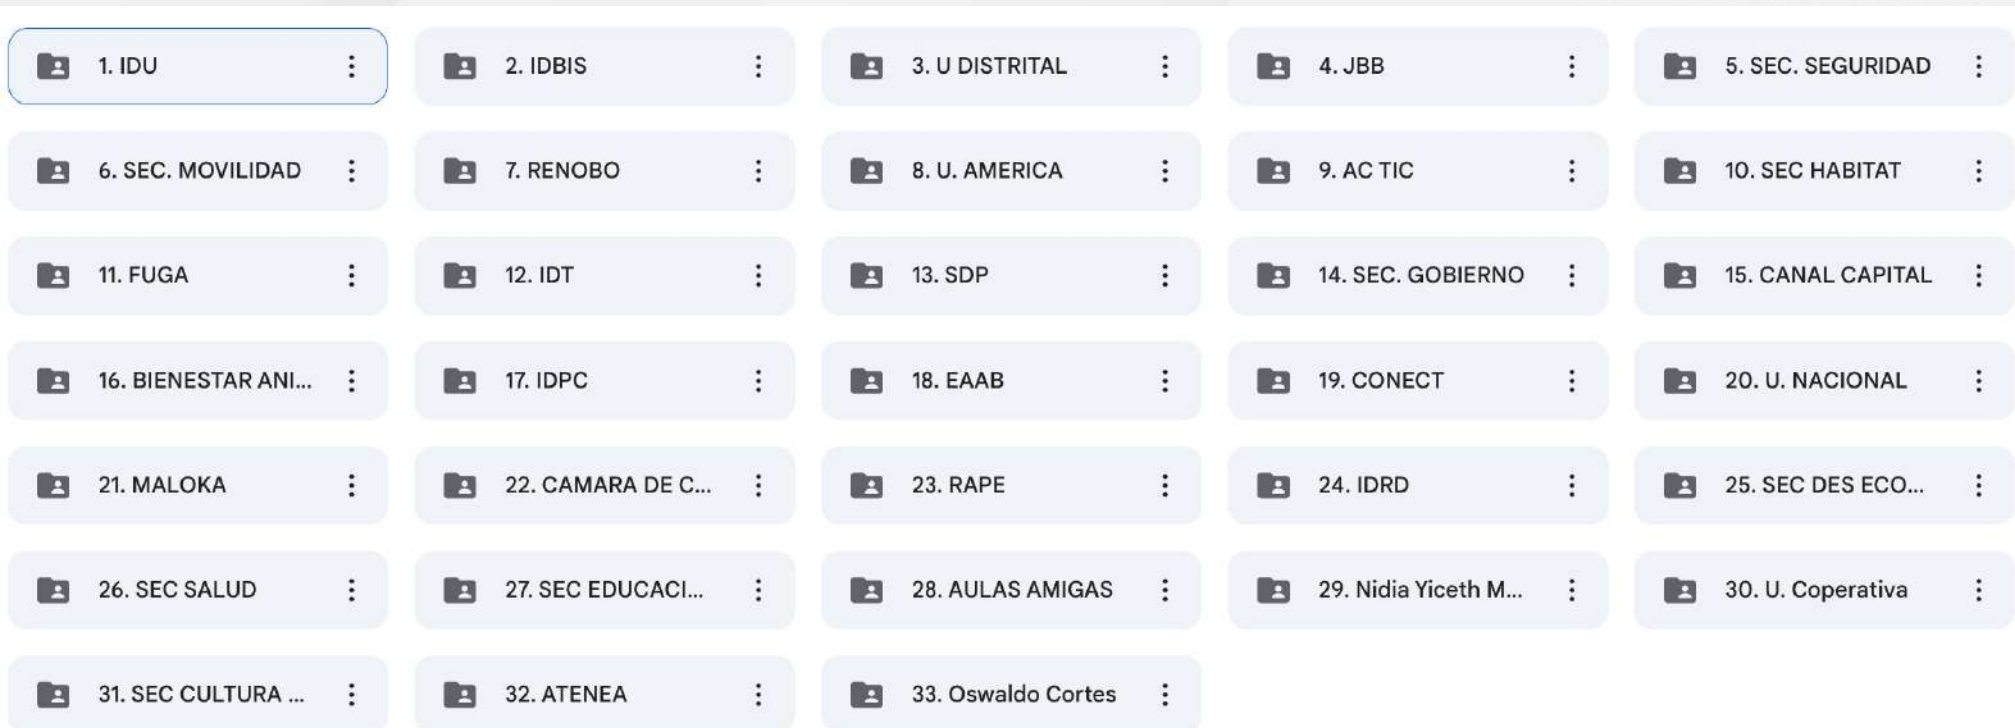 1. IDU
2. IDBIS
3. U DISTRITAL
4. JBB
5. SEC. SEGURIDAD
6. SEC. MOVILIDAD
7. RENOBO
8. U. AMERICA
9. AC TIC
10. SEC HABITAT
11. FUGA
12. IDT
13. SDP
14. SEC. GOBIERNO
15. CANAL CAPITAL
16. BIENESTAR ANI...
17. IDPC
18. EAAB
19. CONECT
20. U. NACIONAL
21. MALOKA
22. CAMARA DE C...
23. RAPE
24. IDRD
25. SEC DES ECO...
26. SEC SALUD
27. SEC EDUCACI...
28. AULAS AMIGAS
29. Nidia Yiceth M...
30. U. Coperativa
31. SEC CULTURA ...
32. ATENEA
33. Oswaldo Cortes